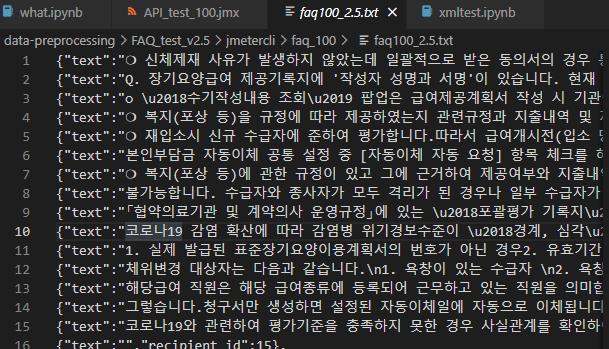 what.ipynb
API_test_100.jmx
faq100_2.5.txt
xmltest.ipynb
data-preprocessing > FAQ_test_v2.5 > jmetercli > faq_100 > faq100_2.5.txt
1 {"text":"❍ 신체제재 사유가 발생하지 않았는데 일괄적으로 받은 동의서의 경우
2 {"text":"Q. 장기요양급여 제공기록지에 '작성자 성명과 서명'이 있습니다. 현재
3 {"text":"o \u2018수기작성내용 조회\u2019 팝업은 급여제공계획서 작성 시 기관
4 {"text":"❍ 복지(포상 등)을 규정에 따라 제공하였는지 관련규정과 지출내역 및
5 {"text":"❍ 재입소시 신규 수급자에 준하여 평가합니다.따라서 급여개시전(입소
6 {"text":"본인부담금 자동이체 공통 설정 중 [자동이체 자동 요청] 항목 체크를
7 {"text":"❍ 복지(포상 등)에 관한 규정이 있고 그에 근거하여 제공여부와 지출내
8 {"text":"불가능합니다. 수급자와 종사자가 모두 격리가 된 경우나 일부 수급자가
9 {"text":"「협약의료기관 및 계약의사 운영규정」에 있는 \u2018포괄평가 기록지\u
10 {"text":"코로나19 감염 확산에 따라 감염병 위기경보수준이 \u2018경계, 심각\u
11 {"text":"1. 실제 발급된 표준장기요양이용계획서의 번호가 아닌 경우2. 유효기간
12 {"text":"체위변경 대상자는 다음과 같습니다.\n1. 욕창이 있는 수급자 \n2. 욕창
13 {"text":"해당급여 직원은 해당 급여종류에 등록되어 근무하고 있는 직원을 의미합
14 {"text":"그렇습니다.청구서만 생성하면 설정된 자동이체일에 자동으로 이체됩니다
15 {"text":"코로나19와 관련하여 평가기준을 충족하지 못한 경우 사실관계를 확인하여
16 {"text":"","recipient_id":15},